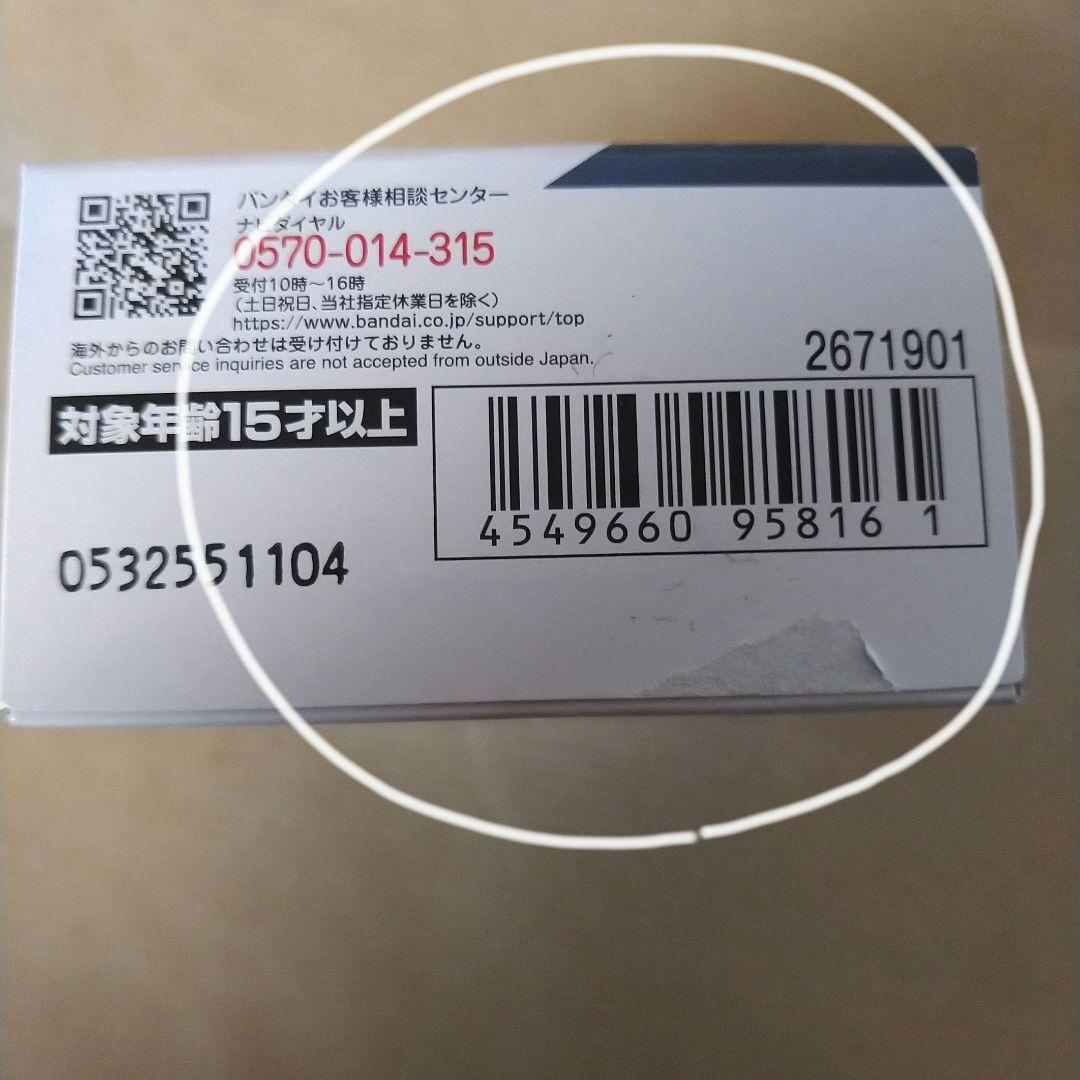 バンダイお客様相談センター
ナビダイヤル
0570-014-315
受付10時〜16時
（土日祝日、当社指定休業日を除く）
https://www.bandai.co.jp/support/top
海外からのお問い合わせは受け付けておりません。
Customer service inquiries are not accepted from outside Japan.
2671901
対象年齢15才以上
4549660 95816 1
0532551104